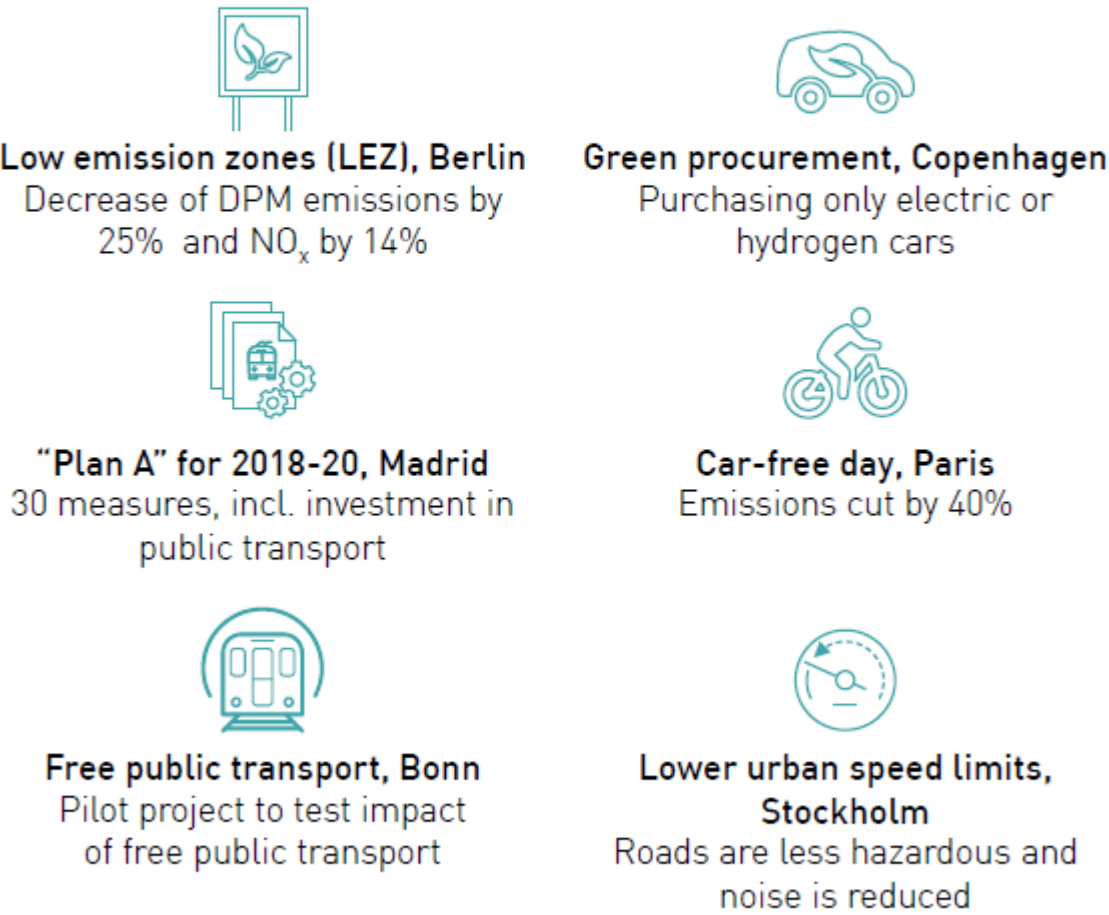 Low emission zones (LEZ), Berlin
Decrease of DPM emissions by
25% and NOx by 14%
Green procurement, Copenhagen
Purchasing only electric or
hydrogen cars
“Plan A” for 2018-20, Madrid
30 measures, incl. investment in
public transport
Car-free day, Paris
Emissions cut by 40%
Free public transport, Bonn
Pilot project to test impact
of free public transport
Lower urban speed limits,
Stockholm
Roads are less hazardous and
noise is reduced